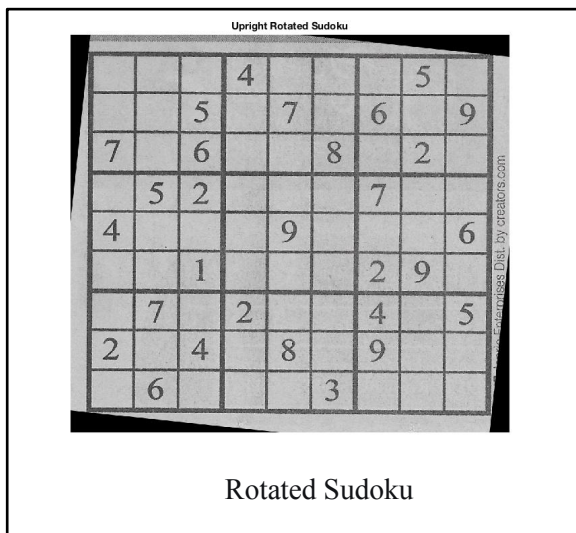 Upright Rotated Sudoku
4 5
5 7 6 9
7 6 8 2
5 2 7
4 9 6
1 2 9
7 2 4 5
2 4 8 9
6 3
Enterprises Dist. by creators.com
Rotated Sudoku